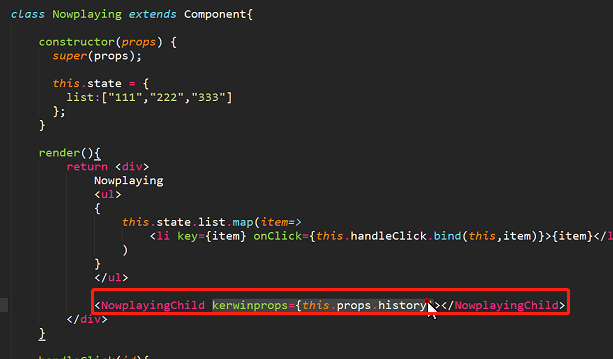 class Nowplaying extends Component{
constructor(props) {
super(props);
this.state = {
list:["111","222","333"]
};
}
render(){
return <div>
Nowplaying
<ul>
{
this.state.list.map(item=>
<li key={item} onClick={this.handleClick.bind(this,item)}>{item}</l
)
}
</ul>
<NowplayingChild kerwinprops={this.props.history}></NowplayingChild>
</div>
}
handleClick(id){